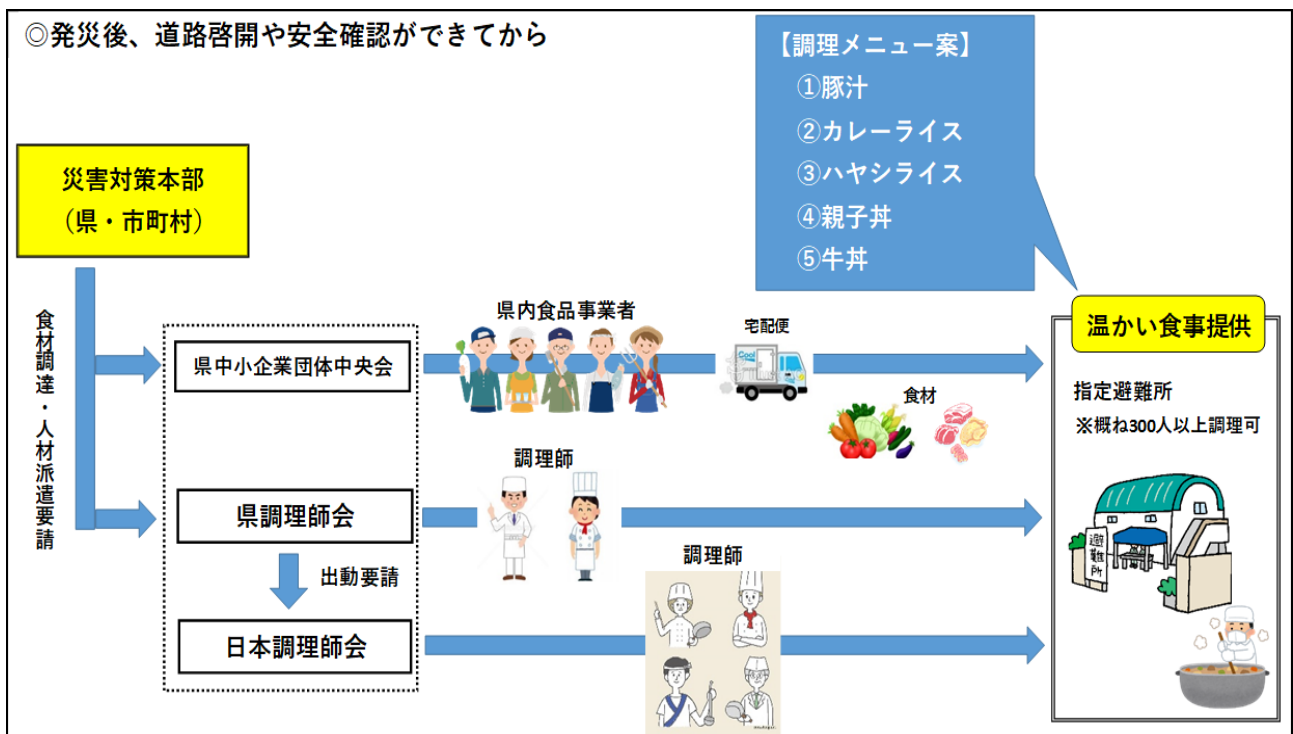 ◎発災後、道路啓開や安全確認ができてから
【調理メニュー案】
①豚汁
②カレーライス
③ハヤシライス
④親子丼
⑤牛丼
災害対策本部
（県・市町村）
食材調達・人材派遣要請
県中小企業団体中央会
県内食品事業者
宅配便
Cool
食材
温かい食事提供
指定避難所
※概ね300人以上調理可
避難所
県調理師会
調理師
出動要請
日本調理師会
調理師